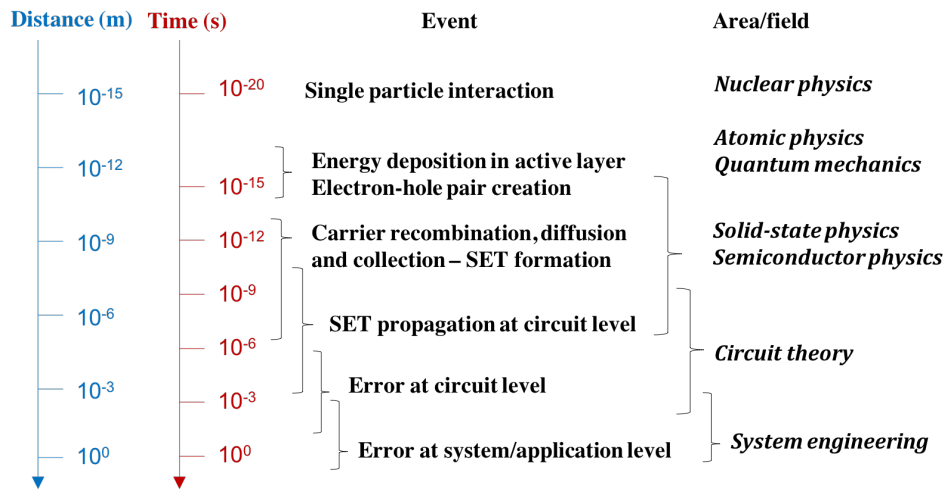 Distance (m) Time (s) Event Area/field
10⁻¹⁵ 10⁻²⁰ Single particle interaction Nuclear physics
Atomic physics
10⁻¹² Energy deposition in active layer Quantum mechanics
10⁻¹⁵ Electron-hole pair creation
10⁻⁹ 10⁻¹² Carrier recombination, diffusion Solid-state physics
and collection – SET formation Semiconductor physics
10⁻⁹
10⁻⁶ SET propagation at circuit level
10⁻⁶ Circuit theory
10⁻³ Error at circuit level
10⁻³
10⁰ 10⁰ Error at system/application level System engineering